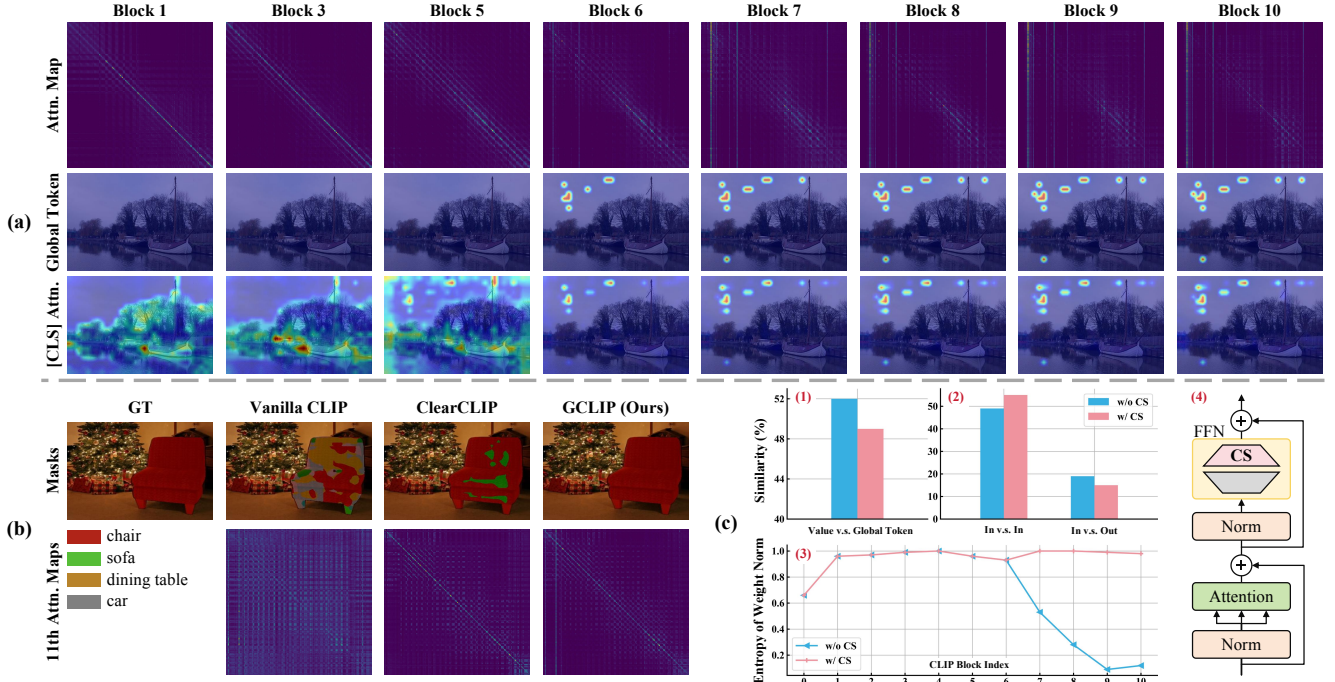 Block 1 Block 3 Block 5 Block 6 Block 7 Block 8 Block 9 Block 10
(a)
Attn. Map
Global Token
[CLS] Attn.
(b)
GT Vanilla CLIP ClearCLIP GCLIP (Ours)
Masks
chair
sofa
dining table
car
11th Attn. Maps
(c)
(1)
Similarity (%)
52
48
44
40
Value v.s. Global Token
(2)
w/o CS
w/ CS
50
40
30
20
10
0
In v.s. In In v.s. Out
(3)
Entropy of Weight Norm
1.0
0.8
0.6
0.4
0.2
w/o CS
w/ CS
CLIP Block Index
0 1 2 3 4 5 6 7 8 9 10
(4)
FFN
CS
Norm
Attention
Norm